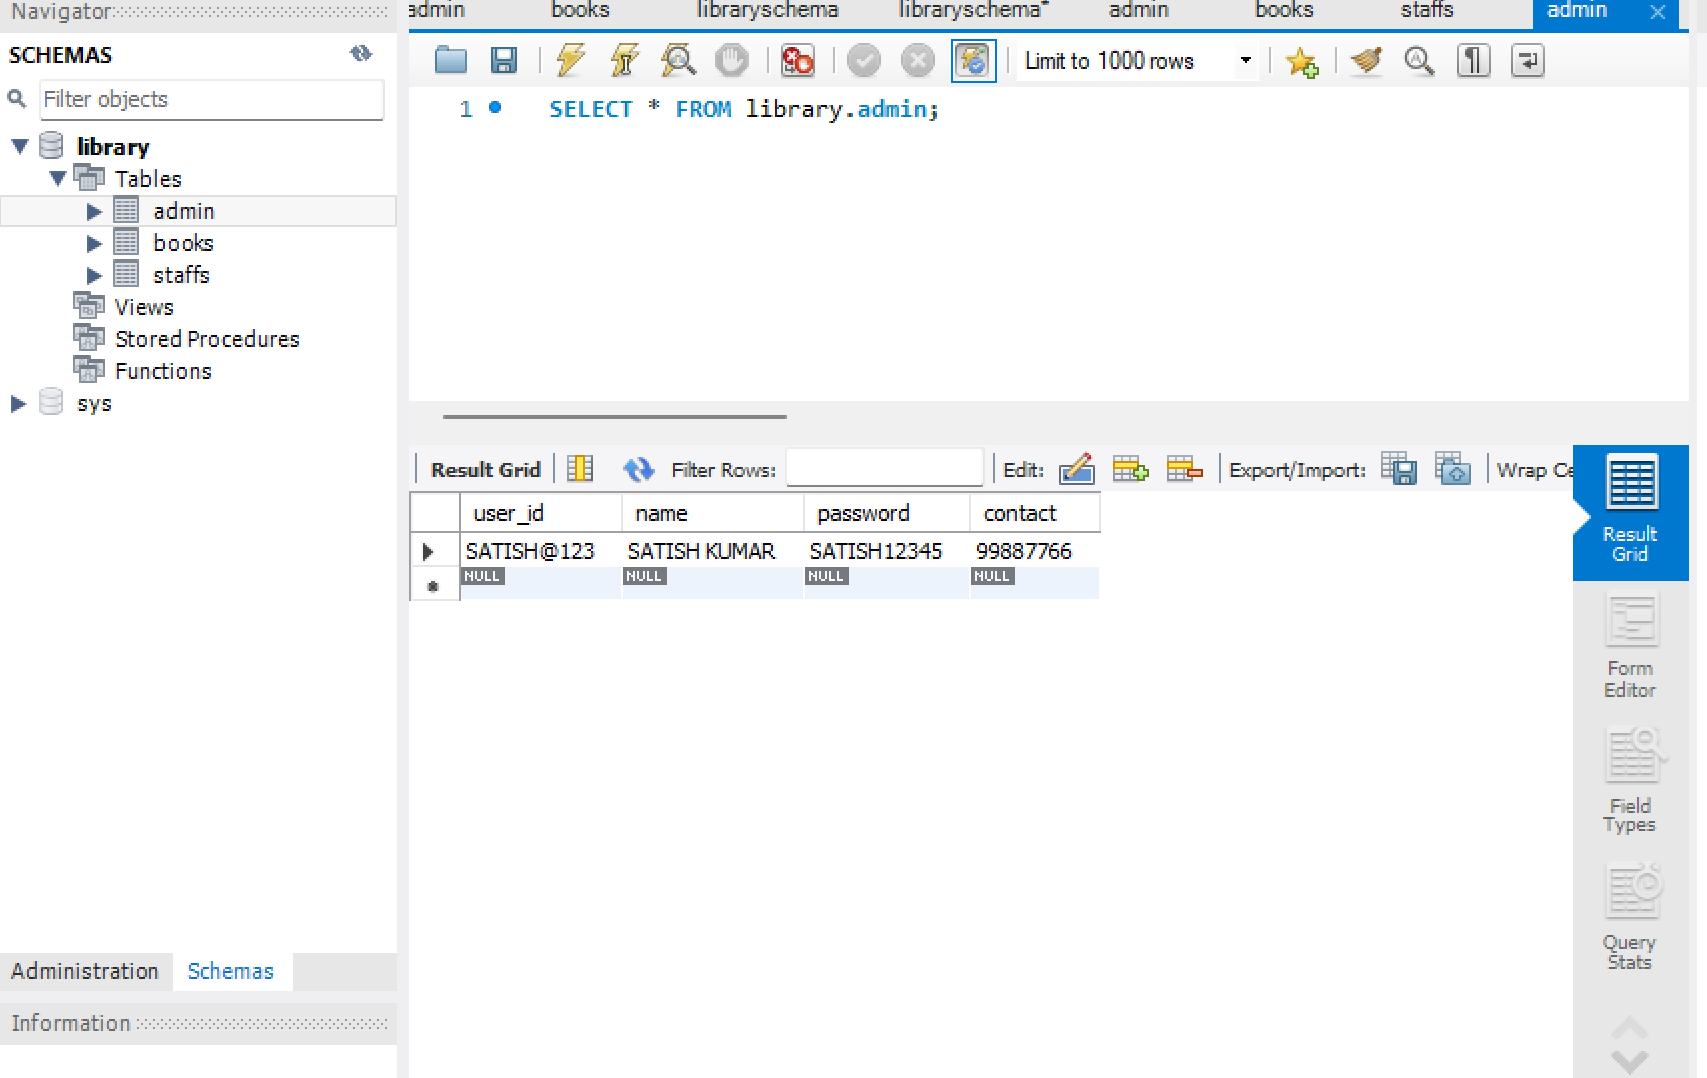 Navigator
admin books libraryschema libraryschema* admin books staffs admin
SCHEMAS
Limit to 1000 rows
Filter objects
1 SELECT * FROM library.admin;
library
Tables
admin
books
staffs
Views
Stored Procedures
Functions
sys
Result Grid Filter Rows: Edit: Export/Import: Wrap Ce
user_id name password contact
SATISH@123 SATISH KUMAR SATISH12345 99887766
NULL NULL NULL NULL
Result
Grid
Form
Editor
Field
Types
Query
Stats
Administration Schemas
Information